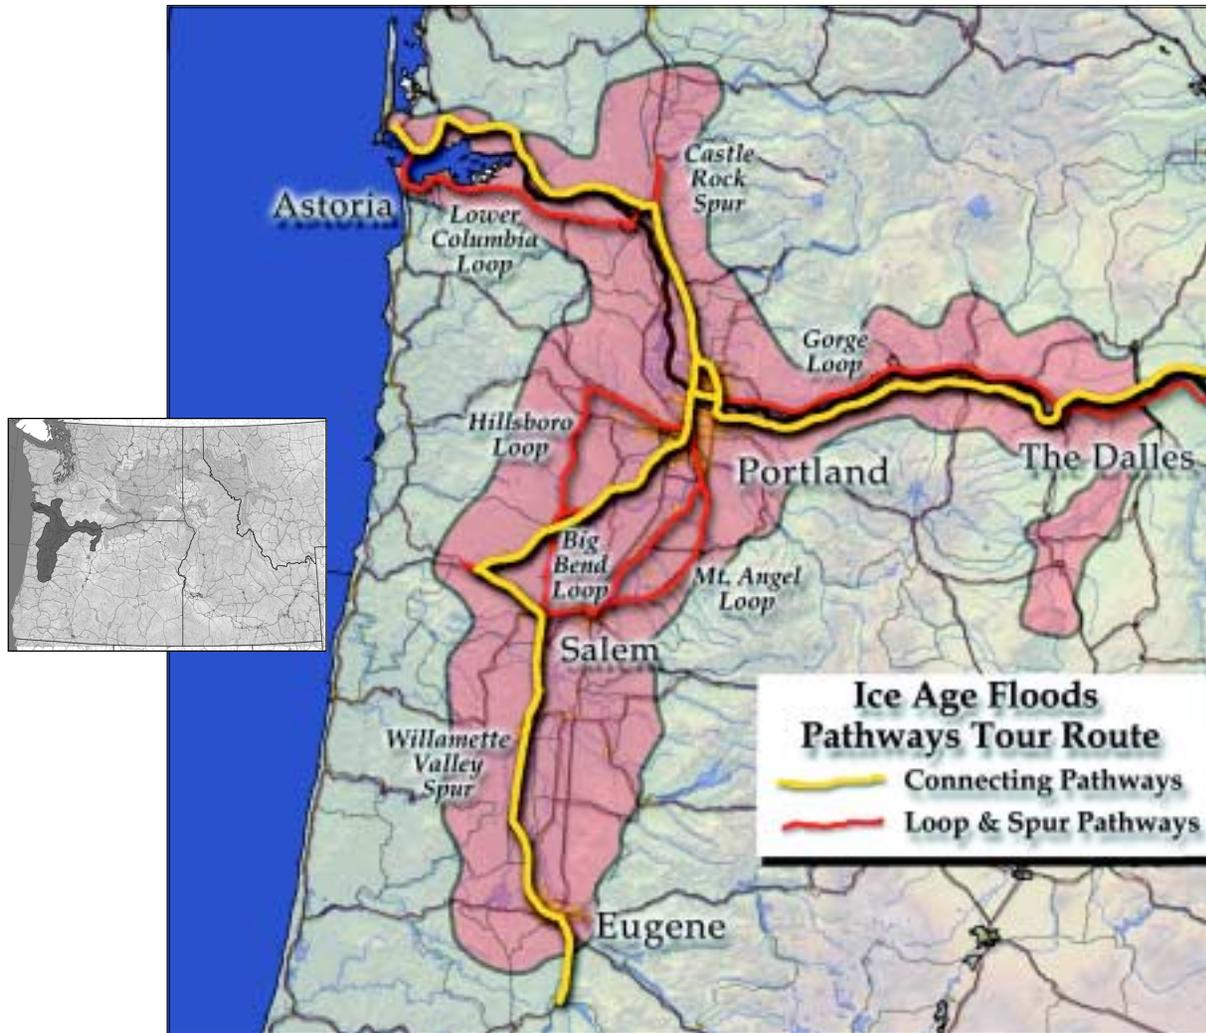 Castle
Rock
Spur
Astoria
Lower
Columbia
Loop
Gorge
Loop
Hillsboro
Loop
The Dalles
Portland
Big
Bend
Loop
Mt. Angel
Loop
Salem
Ice Age Floods
Pathways Tour Route
Connecting Pathways
Loop & Spur Pathways
Willamette
Valley
Spur
Eugene